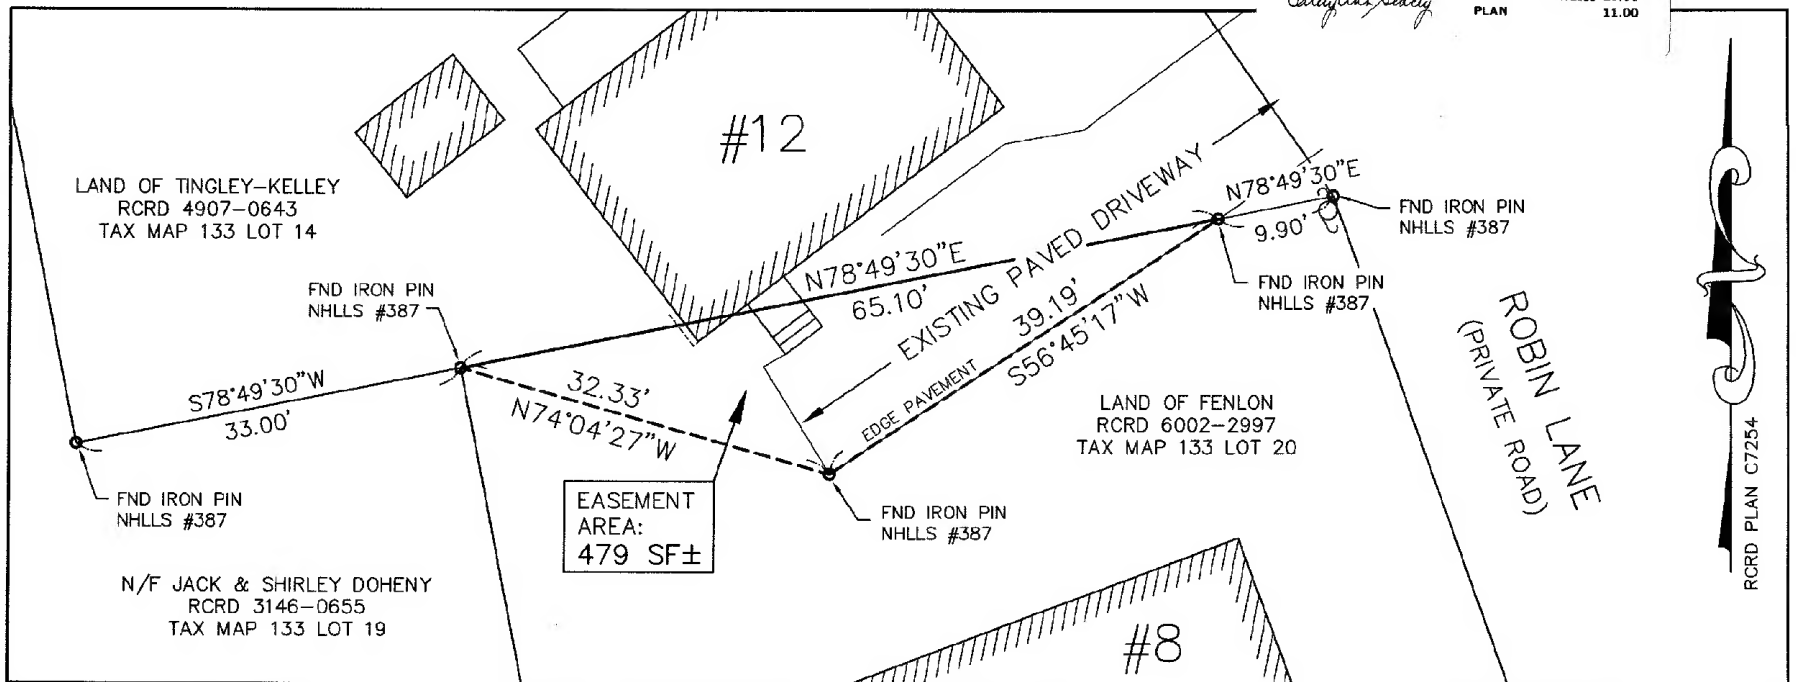 PLAN 11.00
#12
LAND OF TINGLEY-KELLEY
RCRD 4907-0643
TAX MAP 133 LOT 14
FND IRON PIN
NHLLS #387
S78°49'30"W
33.00'
FND IRON PIN
NHLLS #387
N/F JACK & SHIRLEY DOHENY
RCRD 3146-0655
TAX MAP 133 LOT 19
N78°49'30"E
65.10'
EXISTING PAVED DRIVEWAY
N78°49'30"E
9.90'
FND IRON PIN
NHLLS #387
FND IRON PIN
NHLLS #387
39.19'
S56°45'17"W
EDGE PAVEMENT
32.33'
N74°04'27"W
EASEMENT
AREA:
479 SF±
FND IRON PIN
NHLLS #387
LAND OF FENLON
RCRD 6002-2997
TAX MAP 133 LOT 20
#8
ROBIN LANE
(PRIVATE ROAD)
RCRD PLAN C7254